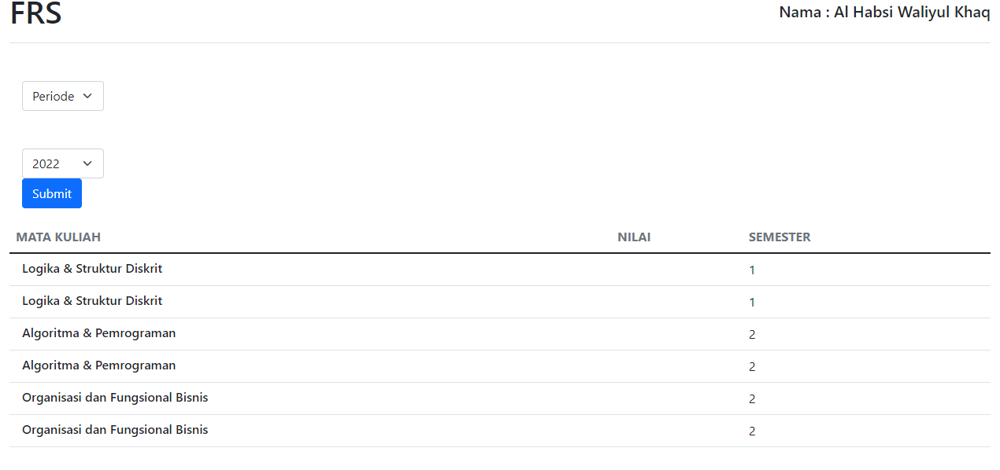 FRS
Nama : Al Habsi Waliyul Khaq
Periode
2022
Submit
MATA KULIAH NILAI SEMESTER
Logika & Struktur Diskrit 1
Logika & Struktur Diskrit 1
Algoritma & Pemrograman 2
Algoritma & Pemrograman 2
Organisasi dan Fungsional Bisnis 2
Organisasi dan Fungsional Bisnis 2